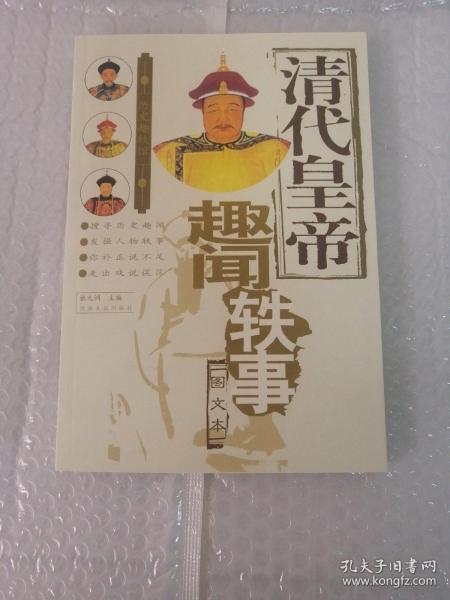 清代皇帝
趣闻
轶事
图文本
●搜寻历史趣闻
●发掘人物轶事
●弥补正说不足
●走出戏说误区
主编
孔夫子旧书网
www.kongfz.com